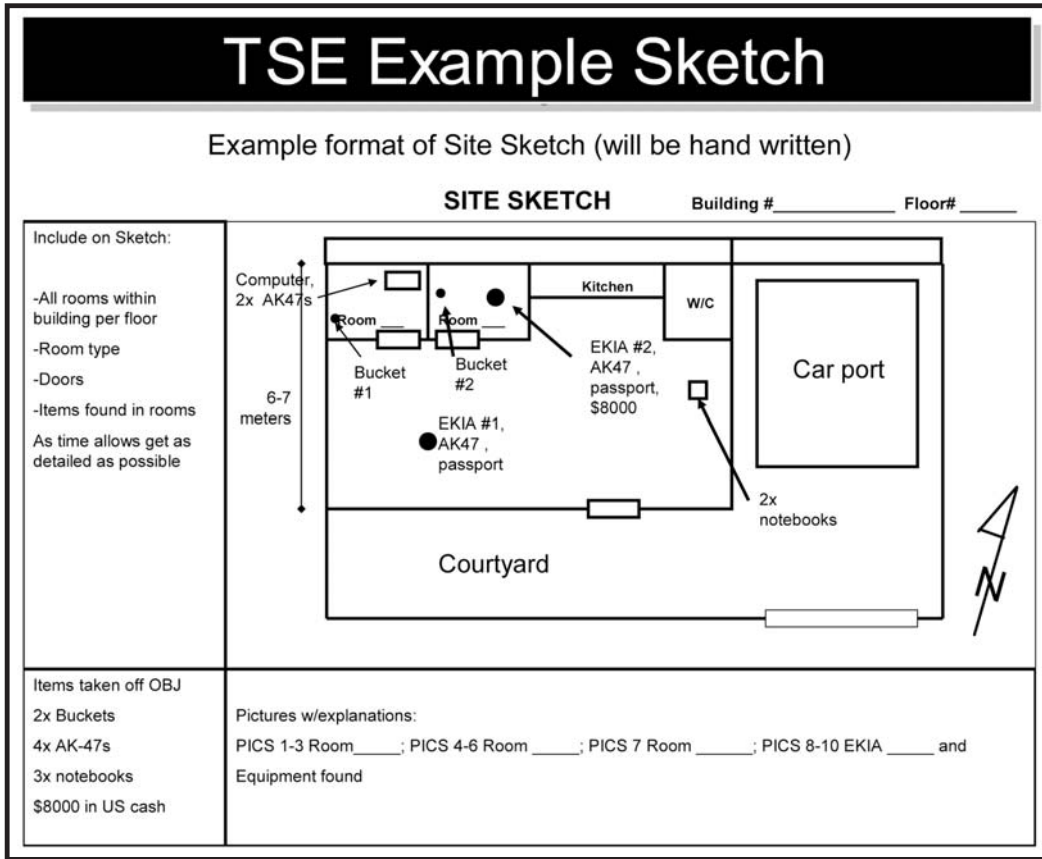 TSE Example Sketch
Example format of Site Sketch (will be hand written)
SITE SKETCH
Building #____________ Floor# ______
Include on Sketch:
-All rooms within
building per floor
-Room type
-Doors
-Items found in rooms
As time allows get as
detailed as possible
Computer,
2x AK47s
Room ___
Room ___
Kitchen
W/C
Car port
Bucket
#1
Bucket
#2
EKIA #2,
AK47 ,
passport,
$8000
6-7
meters
EKIA #1,
AK47 ,
passport
2x
notebooks
Courtyard
N
Items taken off OBJ
2x Buckets
4x AK-47s
3x notebooks
$8000 in US cash
Pictures w/explanations:
PICS 1-3 Room_____; PICS 4-6 Room _____; PICS 7 Room ______; PICS 8-10 EKIA _____ and
Equipment found